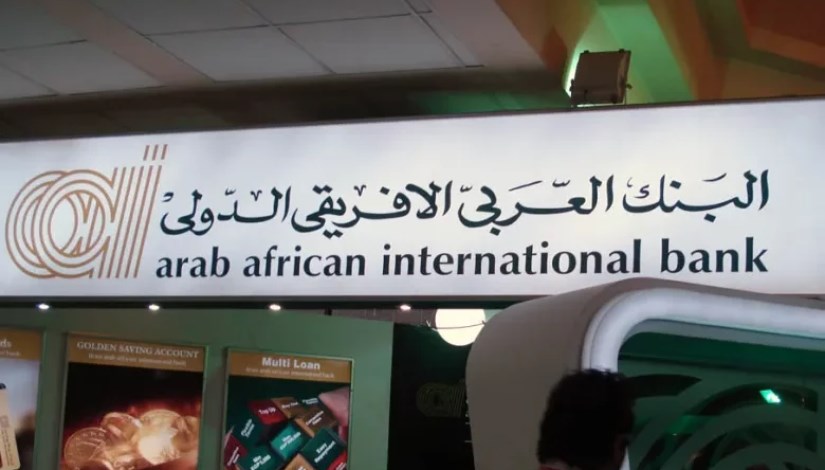 البنك العربي الافريقي الدولي
arab african international bank
GOLDEN SAVING ACCOUNT
Multi Loan